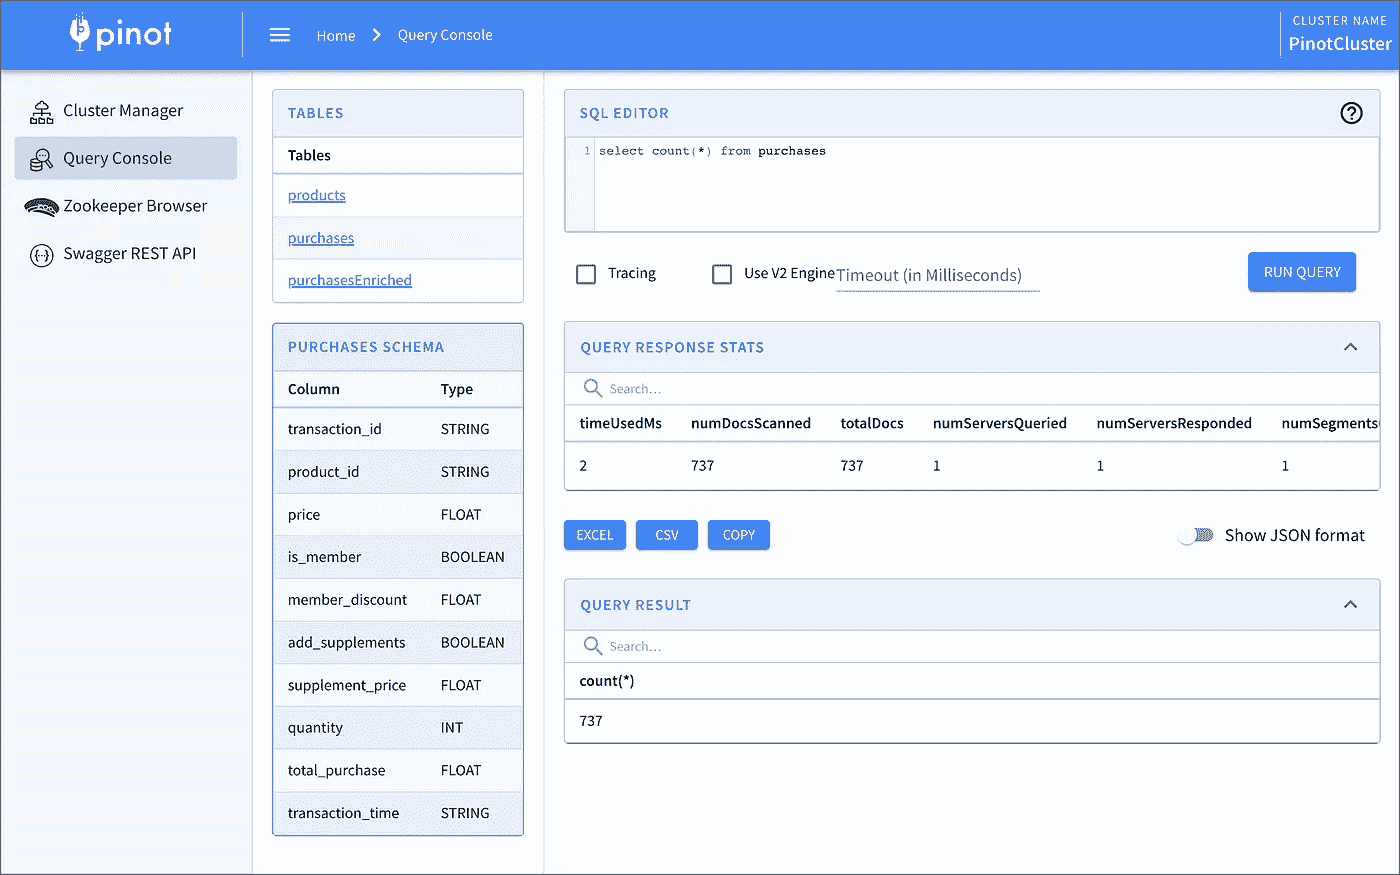 pinot
Home > Query Console
CLUSTER NAME
PinotCluster
Cluster Manager
Query Console
Zookeeper Browser
Swagger REST API
TABLES
Tables
products
purchases
purchasesEnriched
PURCHASES SCHEMA
Column Type
transaction_id STRING
product_id STRING
price FLOAT
is_member BOOLEAN
member_discount FLOAT
add_supplements BOOLEAN
supplement_price FLOAT
quantity INT
total_purchase FLOAT
transaction_time STRING
SQL EDITOR
1 select count(*) from purchases
Tracing Use V2 Engine Timeout (in Milliseconds) RUN QUERY
QUERY RESPONSE STATS
Search...
timeUsedMs numDocsScanned totalDocs numServersQueried numServersResponded numSegments
2 737 737 1 1 1
EXCEL CSV COPY Show JSON format
QUERY RESULT
Search...
count(*)
737